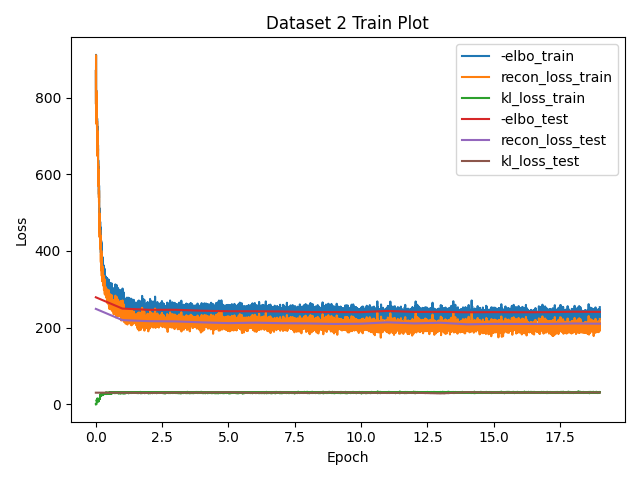 Dataset 2 Train Plot
-elbo_train
recon_loss_train
kl_loss_train
-elbo_test
recon_loss_test
kl_loss_test
Loss
800
600
400
200
0
0.0 2.5 5.0 7.5 10.0 12.5 15.0 17.5
Epoch